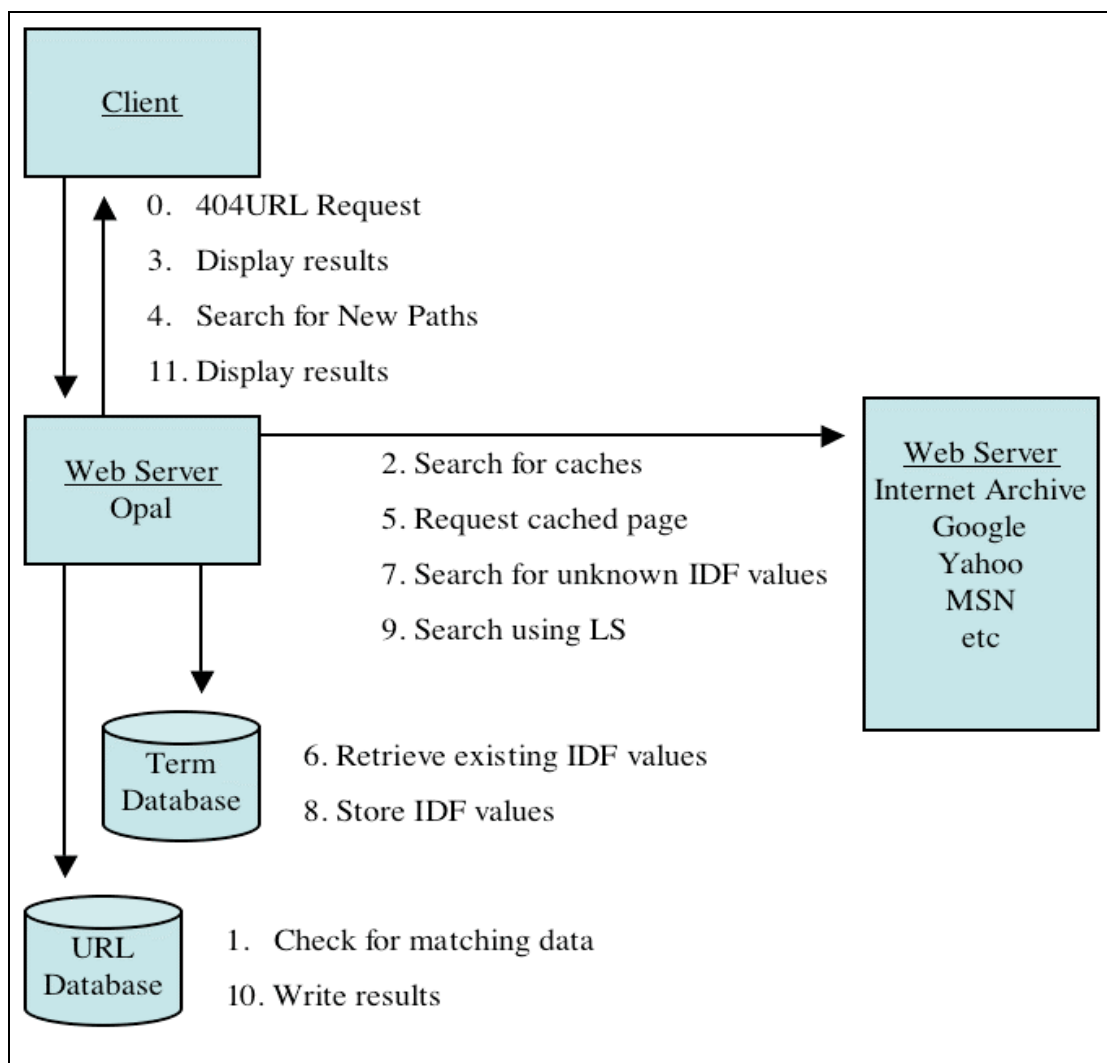 Client
0. 404URL Request
3. Display results
4. Search for New Paths
11. Display results
Web Server
Opal
2. Search for caches
5. Request cached page
7. Search for unknown IDF values
9. Search using LS
Web Server
Internet Archive
Google
Yahoo
MSN
etc
Term
Database
6. Retrieve existing IDF values
8. Store IDF values
URL
Database
1. Check for matching data
10. Write results